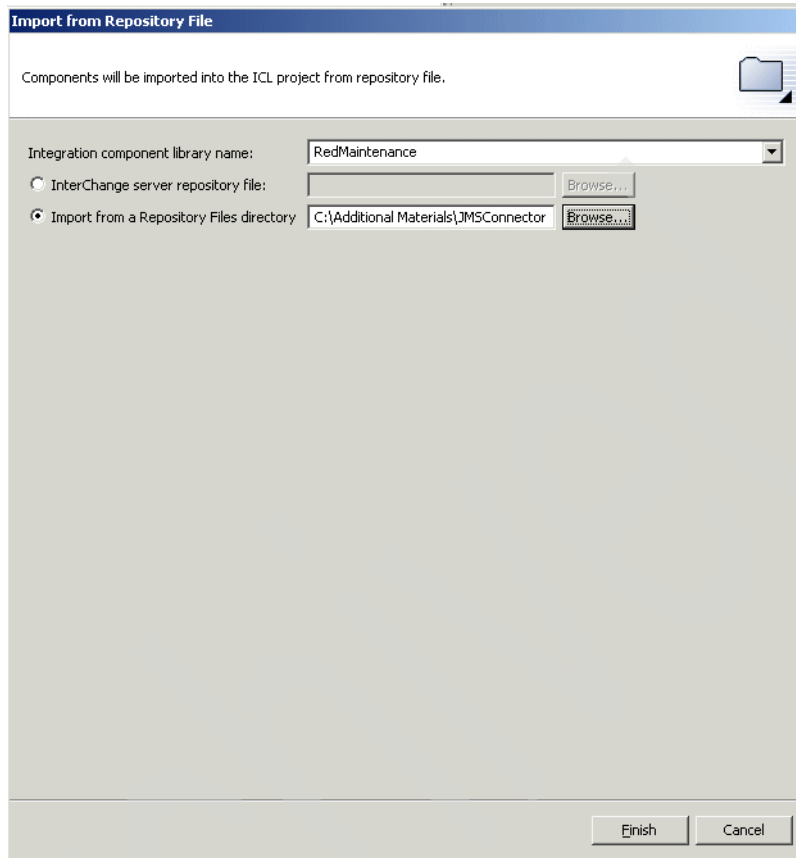 Import from Repository File
Components will be imported into the ICL project from repository file.
Integration component library name: RedMaintenance
InterChange server repository file: Browse...
Import from a Repository Files directory C:\Additional Materials\JMSConnector Browse...
Finish Cancel